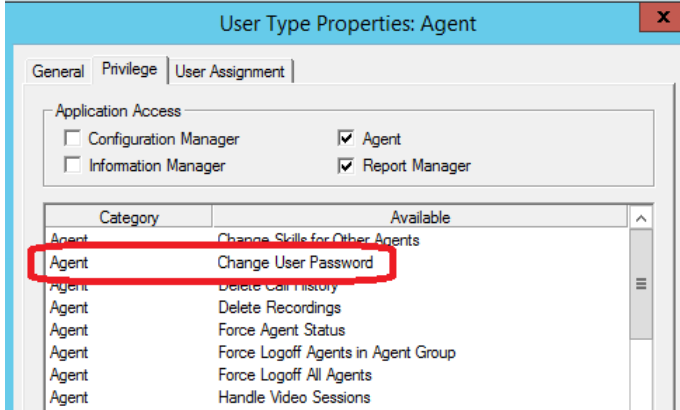 User Type Properties: Agent
x
General Privilege User Assignment
Application Access
Configuration Manager Agent
Information Manager Report Manager
Category Available
Agent Change Skills for Other Agents
Agent Change User Password
Agent Delete Call History
Agent Delete Recordings
Agent Force Agent Status
Agent Force Logoff Agents in Agent Group
Agent Force Logoff All Agents
Agent Handle Video Sessions